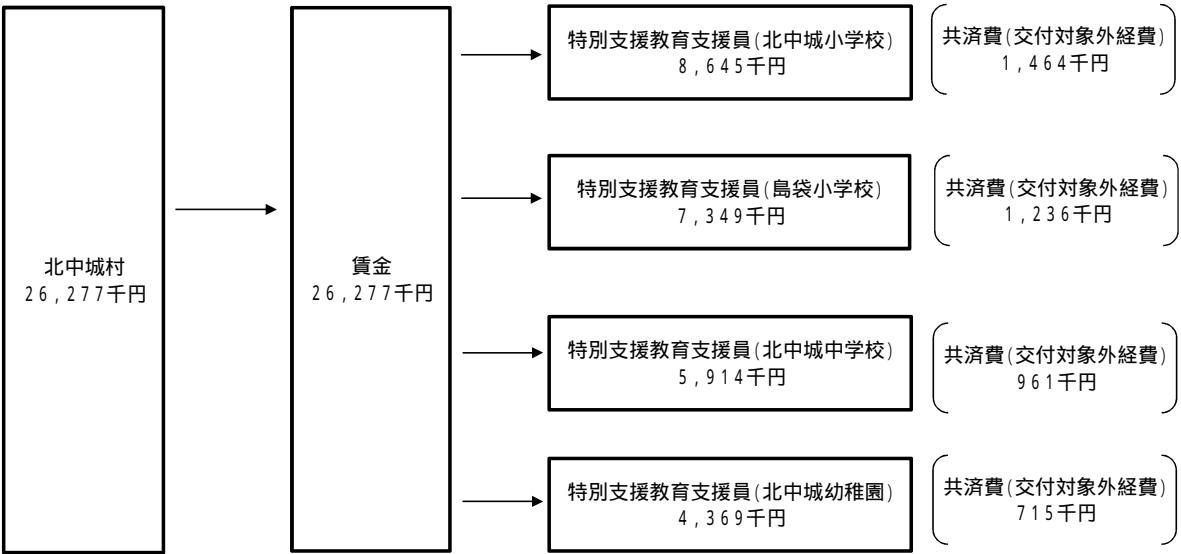 北中城村
26,277千円
賃金
26,277千円
特別支援教育支援員(北中城小学校)
8,645千円
共済費(交付対象外経費)
1,464千円
特別支援教育支援員(島袋小学校)
7,349千円
共済費(交付対象外経費)
1,236千円
特別支援教育支援員(北中城中学校)
5,914千円
共済費(交付対象外経費)
961千円
特別支援教育支援員(北中城幼稚園)
4,369千円
共済費(交付対象外経費)
715千円